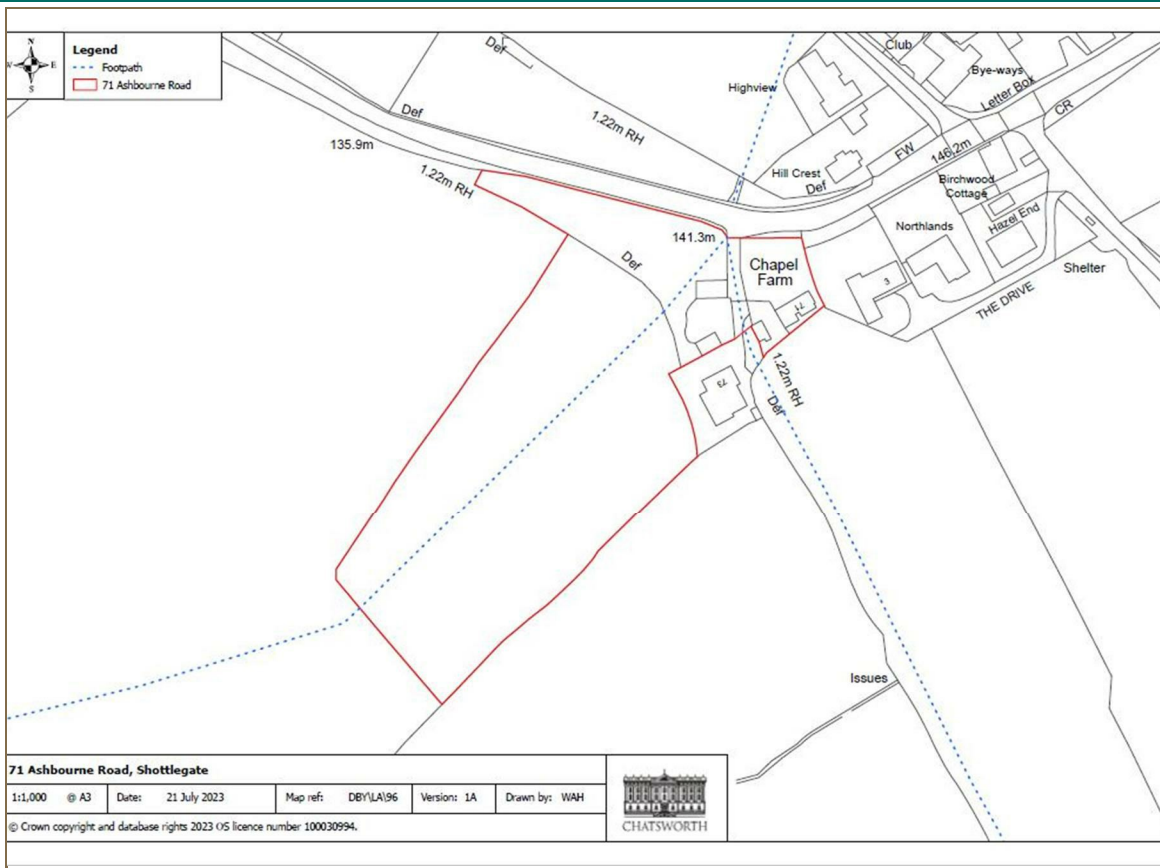 N
W E
S
Legend
Footpath
71 Ashbourne Road
Def
Club
Bye-ways
Highview
Letter Box
CR
Def
1.22m RH
135.9m
FW
146.2m
1.22m RH
Hill Crest
Def
Birchwood
Cottage
Northlands
Hazel End
141.3m
Def
Chapel
Farm
Shelter
3
THE DRIVE
71
1.22m RH
73
Def
Issues
71 Ashbourne Road, Shottlegate
1:1,000 @ A3 Date: 21 July 2023 Map ref: DBY\LA\96 Version: 1A Drawn by: WAH
© Crown copyright and database rights 2023 OS licence number 100030994.
CHATSWORTH